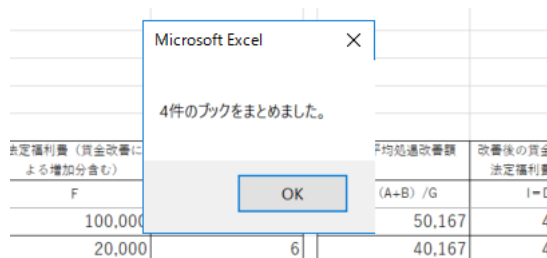 Microsoft Excel
4件のブックをまとめました。
OK
法定福利費（賃金改善に
よる増加分含む）
平均処遇改善額
改善後の賃金
法定福利費
F
(A+B) /G
I=D
100,000
50,167
4
20,000
6
40,167
4